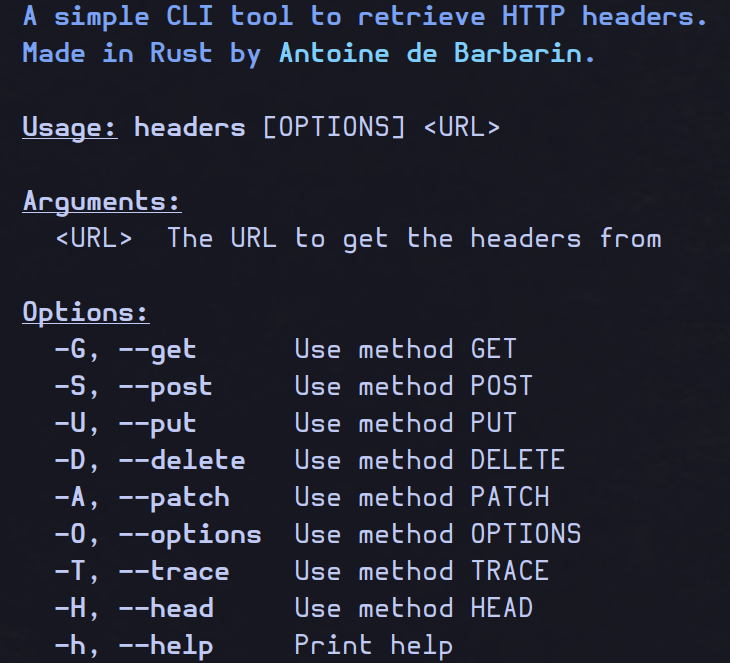 A simple CLI tool to retrieve HTTP headers.
Made in Rust by Antoine de Barbarin.
Usage: headers [OPTIONS] <URL>
Arguments:
<URL>  The URL to get the headers from
Options:
-G, --get      Use method GET
-S, --post     Use method POST
-U, --put      Use method PUT
-D, --delete   Use method DELETE
-A, --patch    Use method PATCH
-O, --options  Use method OPTIONS
-T, --trace    Use method TRACE
-H, --head     Use method HEAD
-h, --help     Print help